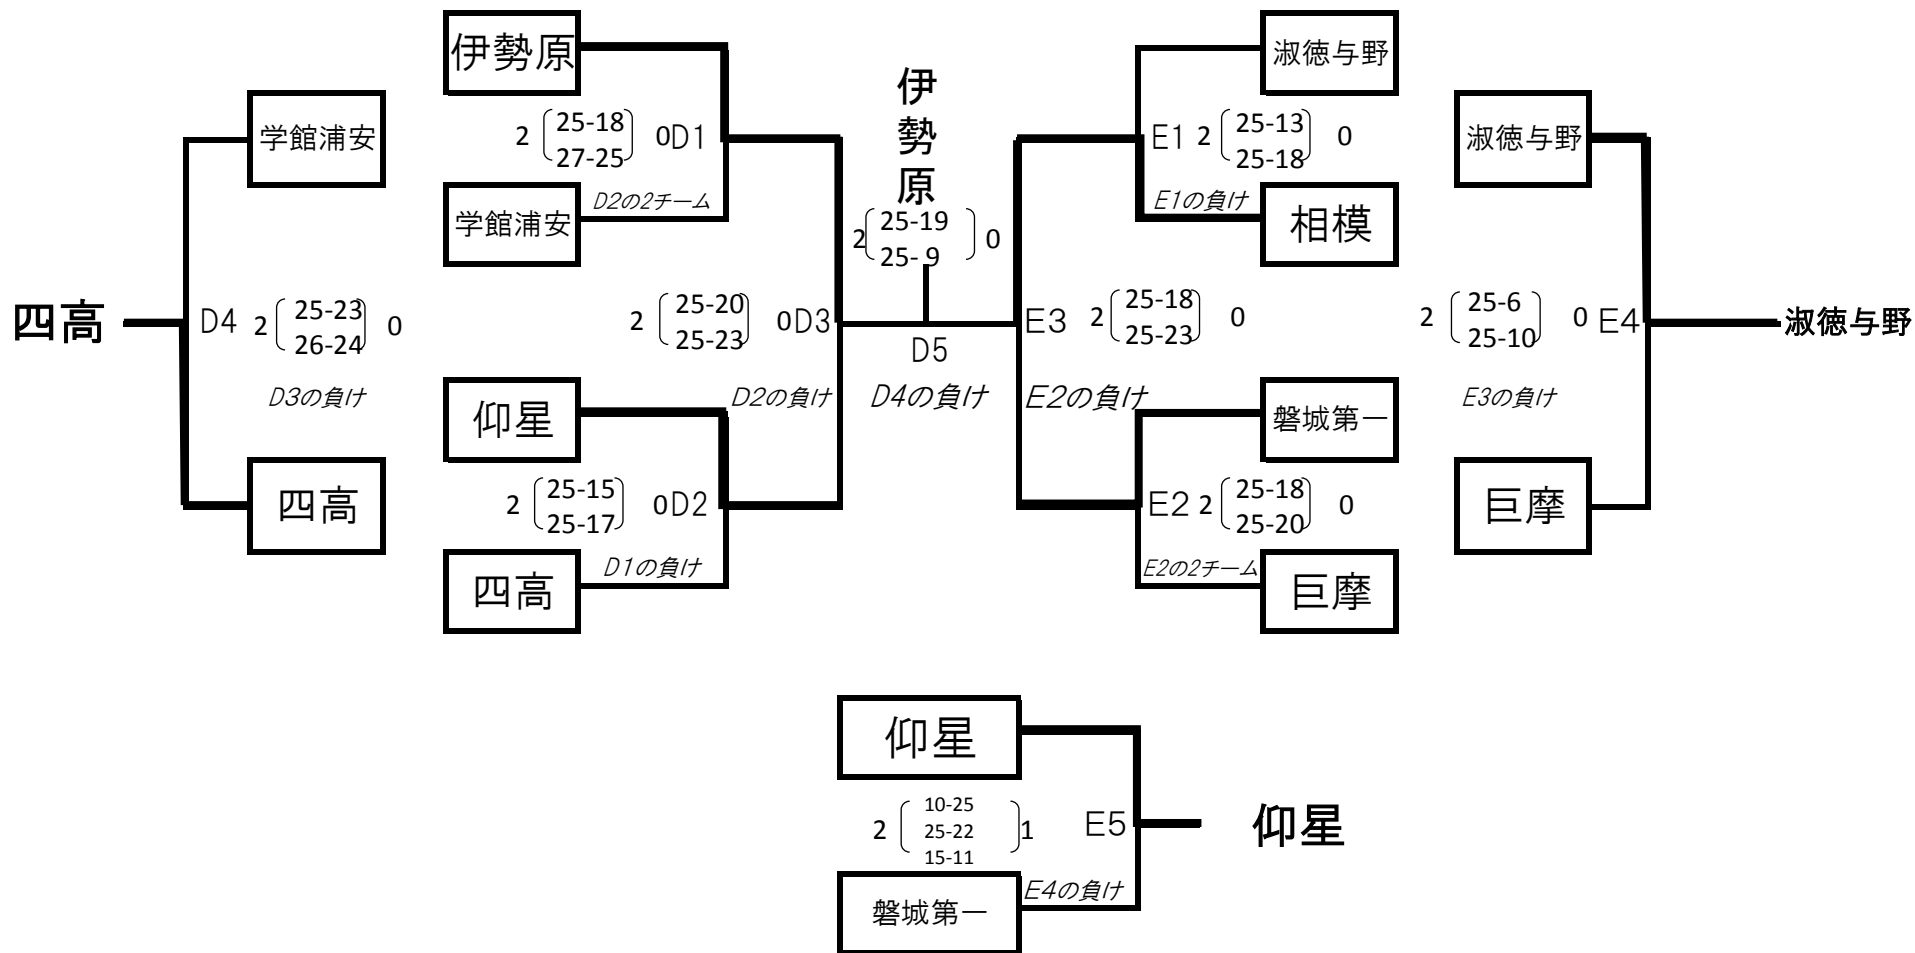 伊勢原
学館浦安
2 25-18 0 D1
27-25
D2の2チーム
学館浦安
四高
D4
2 25-23 0
26-24
D3の負け
四高
2 25-20 0 D3
25-23
仰星
D2の負け
2 25-15 0 D2
25-17
D1の負け
四高
伊勢原
2 25-19 0
25- 9
D5
D4の負け
淑徳与野
E1 2 25-13 0
25-18
E1の負け
相模
E3 2 25-18 0
25-23
E2の負け
磐城第一
E2 2 25-18 0
25-20
E2の2チーム
巨摩
淑徳与野
2 25-6 0 E4
25-10
淑徳与野
E3の負け
巨摩
仰星
2 10-25 1
25-22
15-11
E5
仰星
E4の負け
磐城第一